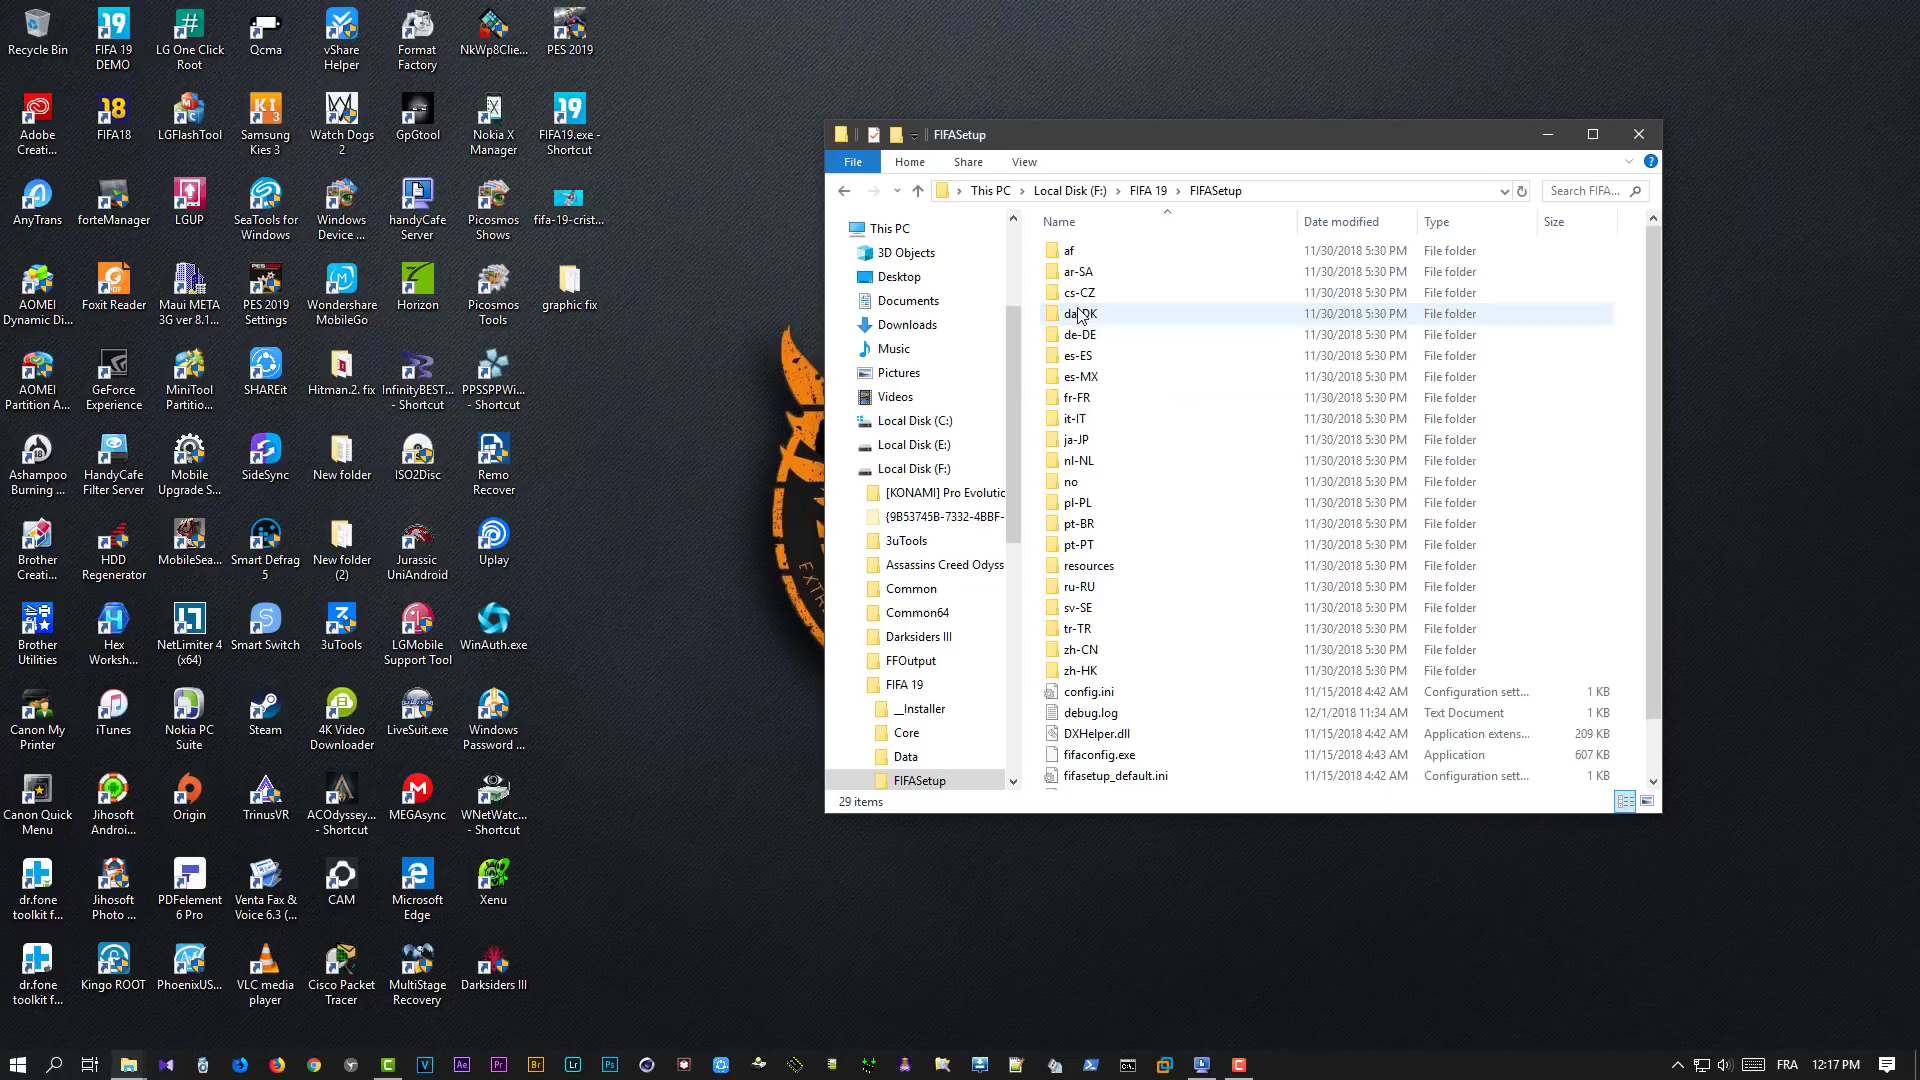 Recycle Bin
FIFA 19
DEMO
LG One Click
Root
Qcma
vShare
Helper
Format
Factory
NkWp8Clie...
PES 2019
Adobe
Creati...
FIFA18
LGFlashTool
Samsung
Kies 3
Watch Dogs
2
GpGtool
Nokia X
Manager
FIFA19.exe -
Shortcut
AnyTrans
forteManager
LGUP
SeaTools for
Windows
Windows
Device ...
handyCafe
Server
Picosmos
Shows
fifa-19-crist...
AOMEI
Dynamic Di...
Foxit Reader
Maui META
3G ver 8.1...
PES 2019
Settings
Wondershare
MobileGo
Horizon
Picosmos
Tools
graphic fix
AOMEI
Partition A...
GeForce
Experience
MiniTool
Partitio...
SHAREit
Hitman.2. fix
InfinityBEST...
- Shortcut
PPSSPPWi...
- Shortcut
Ashampoo
Burning ...
HandyCafe
Filter Server
Mobile
Upgrade S...
SideSync
New folder
ISO2Disc
Remo
Recover
Brother
Creati...
HDD
Regenerator
MobileSea...
Smart Defrag
5
New folder
(2)
Jurassic
UniAndroid
Uplay
Brother
Utilities
Hex
Worksh...
NetLimiter 4
(x64)
Smart Switch
3uTools
LGMobile
Support Tool
WinAuth.exe
Canon My
Printer
iTunes
Nokia PC
Suite
Steam
4K Video
Downloader
LiveSuit.exe
Windows
Password ...
Canon Quick
Menu
Jihosoft
Androi...
Origin
TrinusVR
ACOdyssey...
- Shortcut
MEGAsync
WNetWatc...
- Shortcut
dr.fone
toolkit f...
Jihosoft
Photo ...
PDFelement
6 Pro
Venta Fax &
Voice 6.3 (...
CAM
Microsoft
Edge
Xenu
dr.fone
toolkit f...
Kingo ROOT
PhoenixUS...
VLC media
player
Cisco Packet
Tracer
MultiStage
Recovery
Darksiders III
FIFASetup
File Home Share View
This PC Local Disk (F:) FIFA 19 FIFASetup
Search FIFA...
This PC
3D Objects
Desktop
Documents
Downloads
Music
Pictures
Videos
Local Disk (C:)
Local Disk (E:)
Local Disk (F:)
[KONAMI] Pro Evolutic
{9B53745B-7332-4BBF-
3uTools
Assassins Creed Odyss
Common
Common64
Darksiders III
FFOutput
FIFA 19
__Installer
Core
Data
FIFASetup
Name Date modified Type Size
af 11/30/2018 5:30 PM File folder
ar-SA 11/30/2018 5:30 PM File folder
cs-CZ 11/30/2018 5:30 PM File folder
da-DK 11/30/2018 5:30 PM File folder
de-DE 11/30/2018 5:30 PM File folder
es-ES 11/30/2018 5:30 PM File folder
es-MX 11/30/2018 5:30 PM File folder
fr-FR 11/30/2018 5:30 PM File folder
it-IT 11/30/2018 5:30 PM File folder
ja-JP 11/30/2018 5:30 PM File folder
nl-NL 11/30/2018 5:30 PM File folder
no 11/30/2018 5:30 PM File folder
pl-PL 11/30/2018 5:30 PM File folder
pt-BR 11/30/2018 5:30 PM File folder
pt-PT 11/30/2018 5:30 PM File folder
resources 11/30/2018 5:30 PM File folder
ru-RU 11/30/2018 5:30 PM File folder
sv-SE 11/30/2018 5:30 PM File folder
tr-TR 11/30/2018 5:30 PM File folder
zh-CN 11/30/2018 5:30 PM File folder
zh-HK 11/30/2018 5:30 PM File folder
config.ini 11/15/2018 4:42 AM Configuration sett... 1 KB
debug.log 12/1/2018 11:34 AM Text Document 1 KB
DXHelper.dll 11/15/2018 4:42 AM Application extens... 209 KB
fifaconfig.exe 11/15/2018 4:43 AM Application 607 KB
fifasetup_default.ini 11/15/2018 4:42 AM Configuration sett... 1 KB
29 items
FRA 12:17 PM